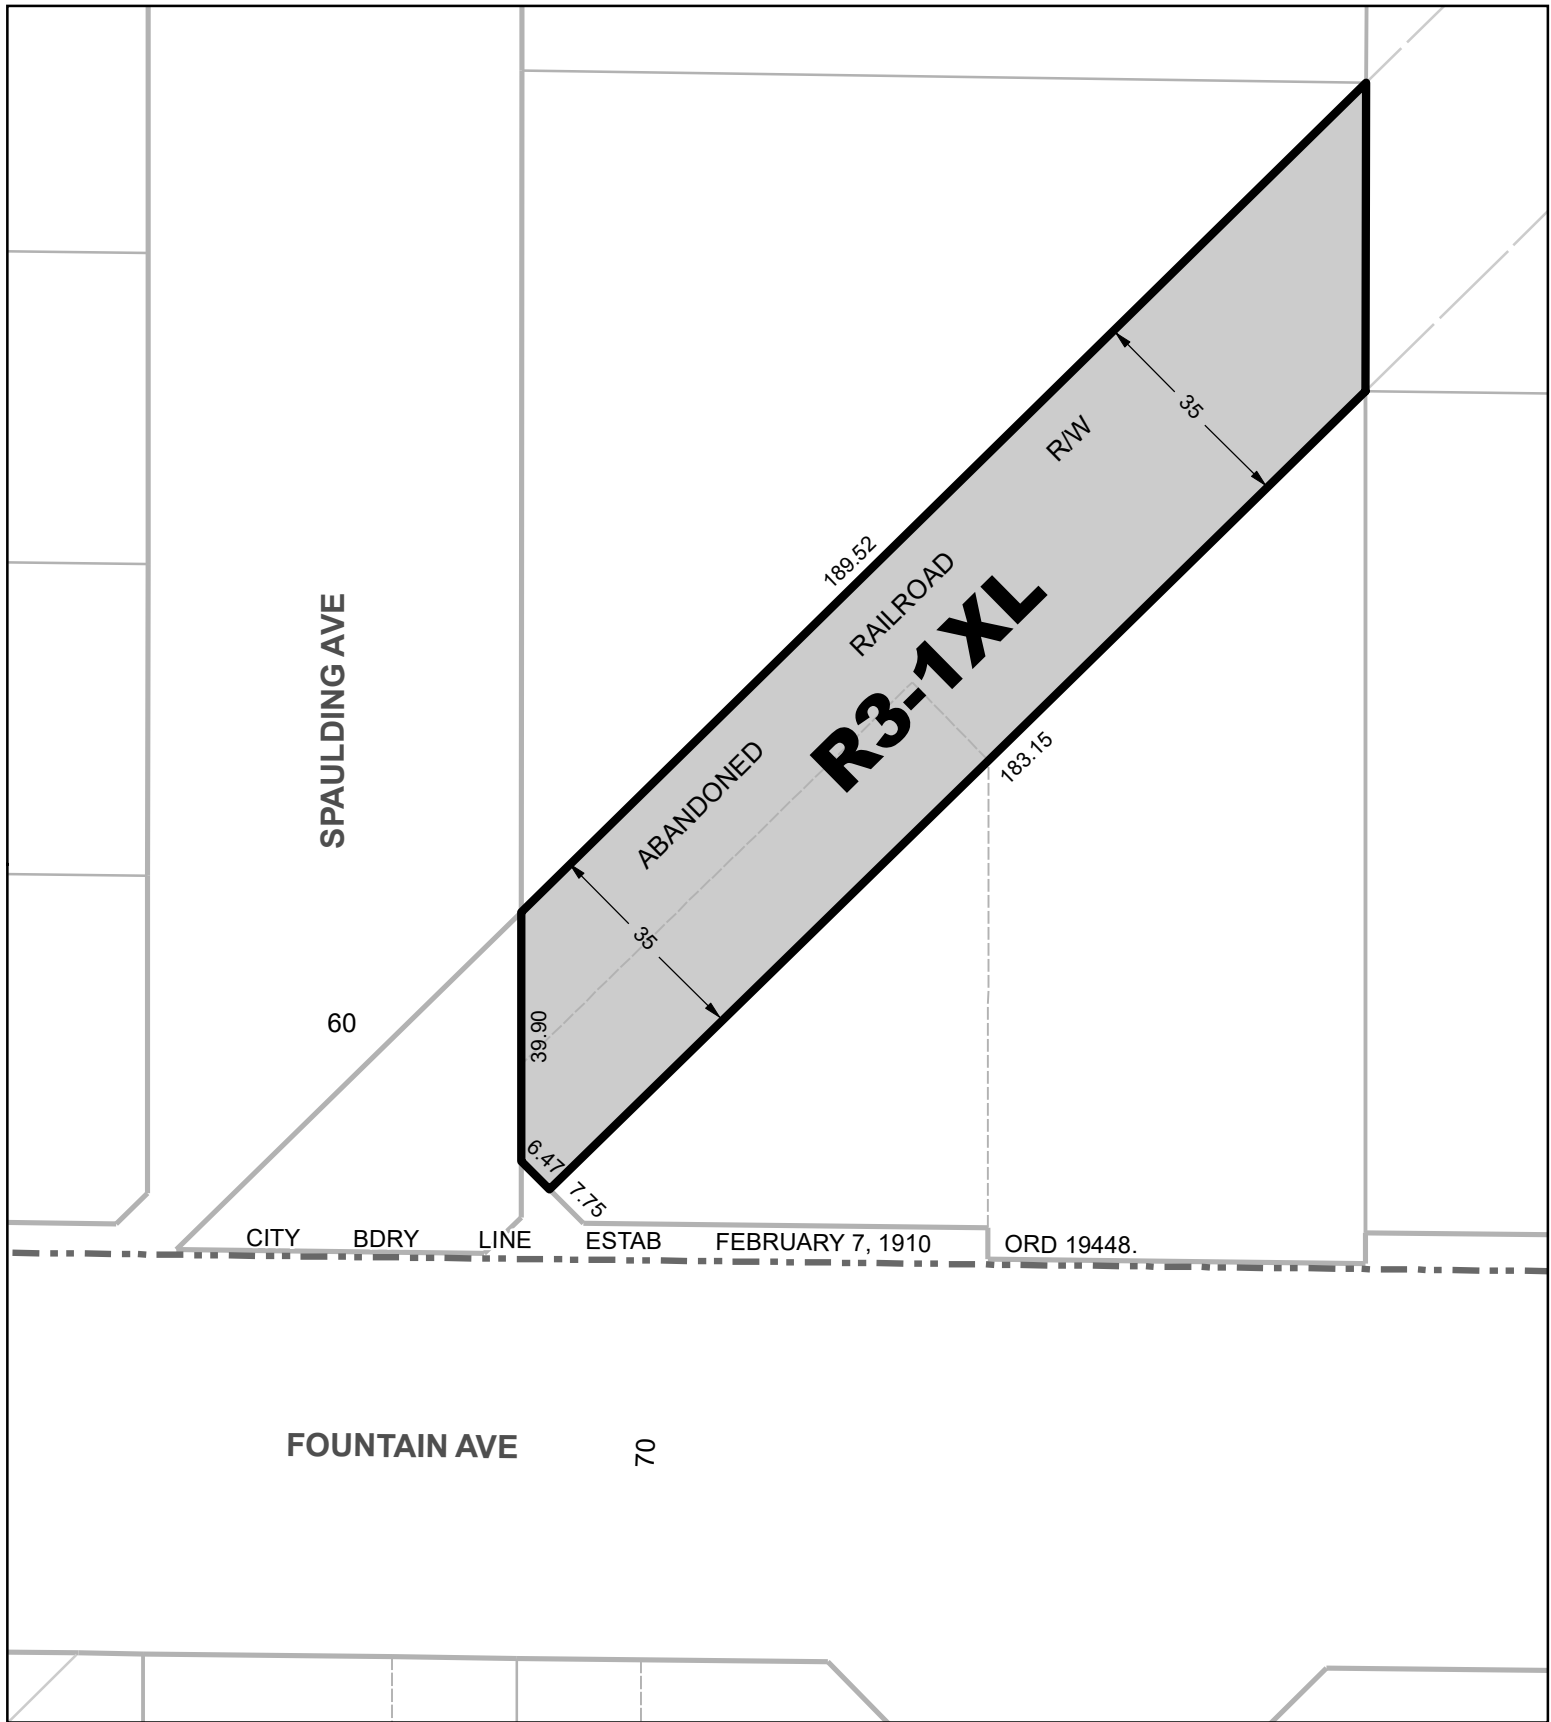 35
R/W
189.52
RAILROAD
R3-1XL
SPAULDING AVE
183.15
ABANDONED
35
60
39.90
6.47
7.75
CITY BDRY LINE ESTAB FEBRUARY 7, 1910 ORD 19448.
FOUNTAIN AVE
70